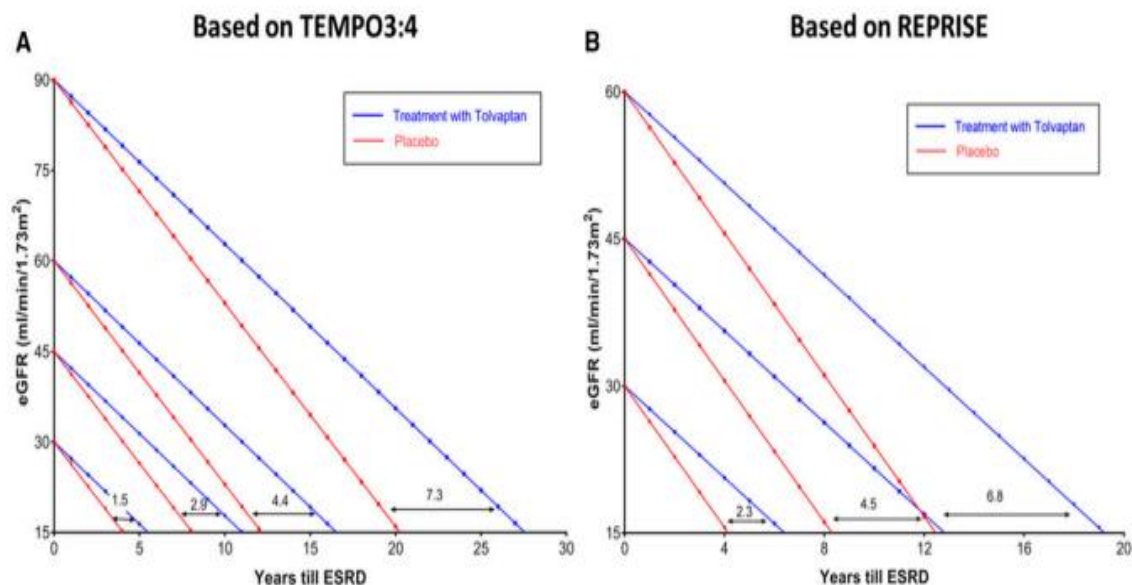 Based on TEMPO3:4
A
90
75
60
45
30
15
eGFR (ml/min/1.73m²)
Treatment with Tolvaptan
Placebo
1.5
2.9
4.4
7.3
0
5
10
15
20
25
30
Years till ESRD
Based on REPRISE
B
60
45
30
15
eGFR (ml/min/1.73m²)
Treatment with Tolvaptan
Placebo
2.3
4.5
6.8
0
4
8
12
16
20
Years till ESRD